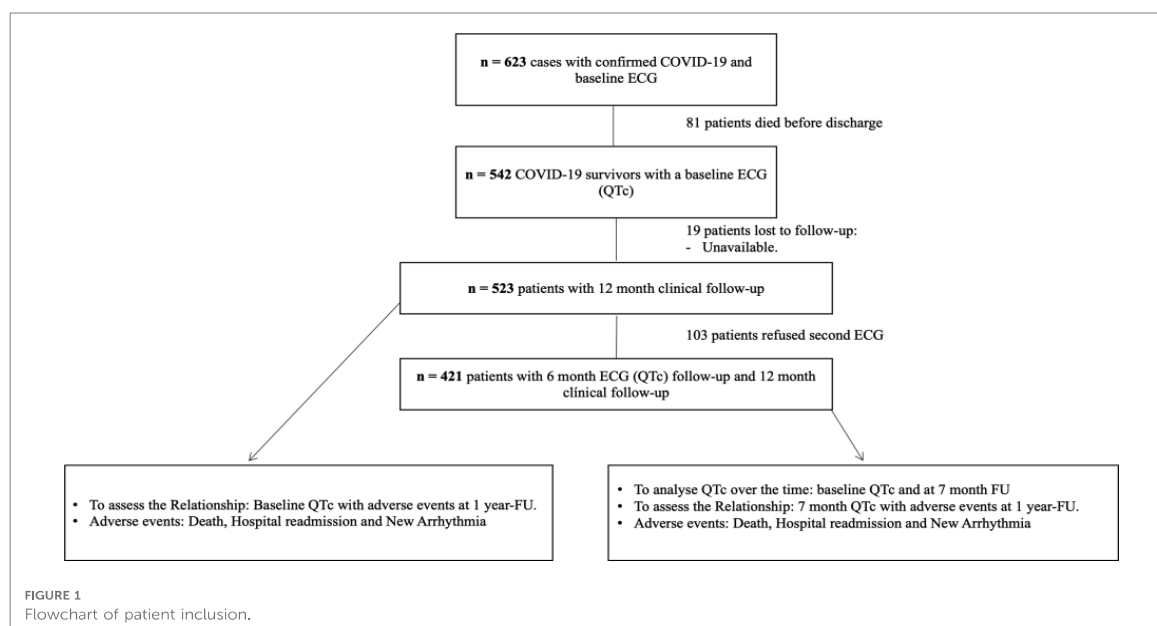 n = 623 cases with confirmed COVID-19 and
baseline ECG
81 patients died before discharge
n = 542 COVID-19 survivors with a baseline ECG
(QTc)
19 patients lost to follow-up:
- Unavailable.
n = 523 patients with 12 month clinical follow-up
103 patients refused second ECG
n = 421 patients with 6 month ECG (QTc) follow-up and 12 month
clínical follow-up
• To assess the Relationship: Baseline QTc with adverse events at 1 year-FU.
• Adverse events: Death, Hospital readmission and New Arrhythmia
• To analyse QTc over the time: baseline QTc and at 7 month FU
• To assess the Relationship: 7 month QTc with adverse events at 1 year-FU.
• Adverse events: Death, Hospital readmission and New Arrhythmia
FIGURE 1
Flowchart of patient inclusion.